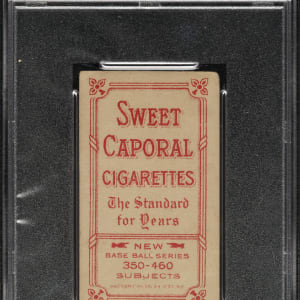 SWEET
CAPORAL
CIGARETTES
The Standard
for Years
NEW
BASE BALL SERIES
350-460
SUBJECTS